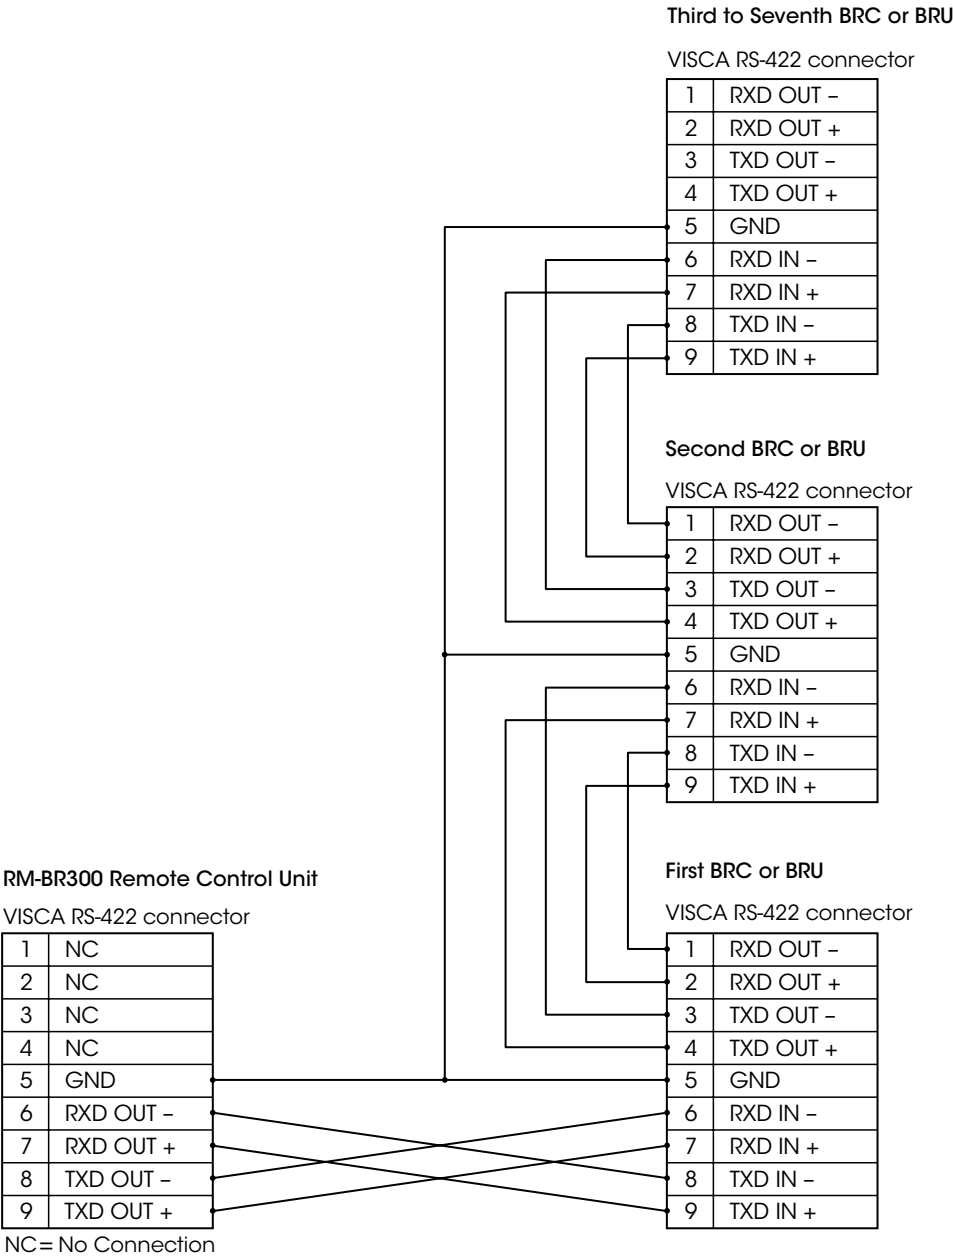 Third to Seventh BRC or BRU
VISCA RS-422 connector
1 RXD OUT –
2 RXD OUT +
3 TXD OUT –
4 TXD OUT +
5 GND
6 RXD IN –
7 RXD IN +
8 TXD IN –
9 TXD IN +
Second BRC or BRU
VISCA RS-422 connector
1 RXD OUT –
2 RXD OUT +
3 TXD OUT –
4 TXD OUT +
5 GND
6 RXD IN –
7 RXD IN +
8 TXD IN –
9 TXD IN +
RM-BR300 Remote Control Unit
VISCA RS-422 connector
1 NC
2 NC
3 NC
4 NC
5 GND
6 RXD OUT –
7 RXD OUT +
8 TXD OUT –
9 TXD OUT +
NC= No Connection
First BRC or BRU
VISCA RS-422 connector
1 RXD OUT –
2 RXD OUT +
3 TXD OUT –
4 TXD OUT +
5 GND
6 RXD IN –
7 RXD IN +
8 TXD IN –
9 TXD IN +